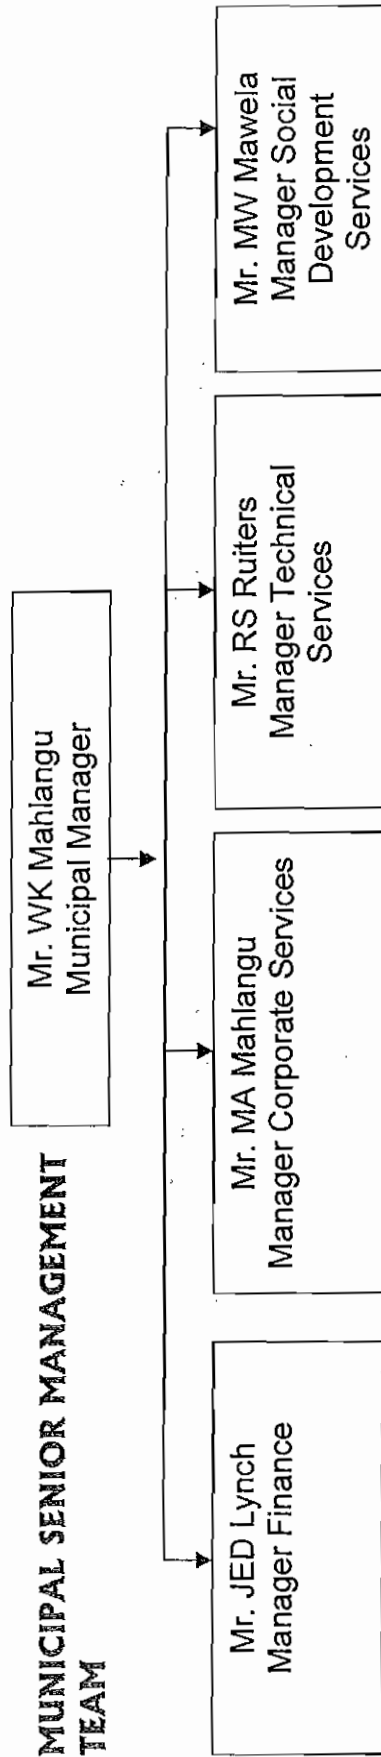 MUNICIPAL SENIOR MANAGEMENT
TEAM
Mr. WK Mahlangu
Municipal Manager
Mr. JED Lynch
Manager Finance
Mr. MA Mahlangu
Manager Corporate Services
Mr. RS Ruiters
Manager Technical
Services
Mr. MW Mawela
Manager Social
Development
Services